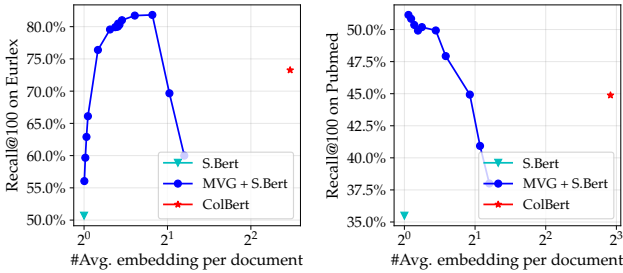 Recall@100 on Eurlex
80.0%
75.0%
70.0%
65.0%
60.0%
55.0%
50.0%
2^0
2^1
2^2
#Avg. embedding per document
S.Bert
MVG + S.Bert
ColBert
Recall@100 on Pubmed
50.0%
47.5%
45.0%
42.5%
40.0%
37.5%
35.0%
2^0
2^1
2^2
2^3
#Avg. embedding per document
S.Bert
MVG + S.Bert
ColBert